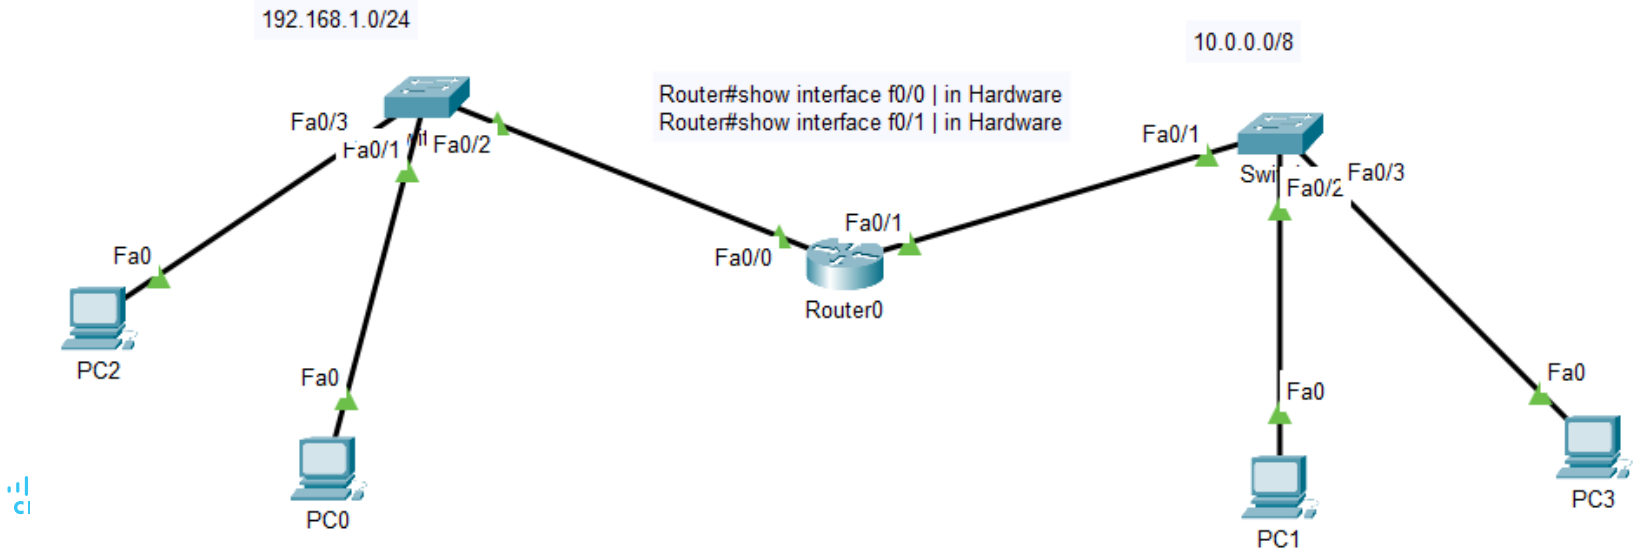 192.168.1.0/24
10.0.0.0/8
Router#show interface f0/0 | in Hardware
Router#show interface f0/1 | in Hardware
Fa0/3
Fa0/1
Fa0/2
Fa0/1
Fa0/2
Fa0/3
Fa0
Fa0/0
Fa0/1
Router0
PC2
Fa0
PC0
Fa0
PC1
Fa0
PC3